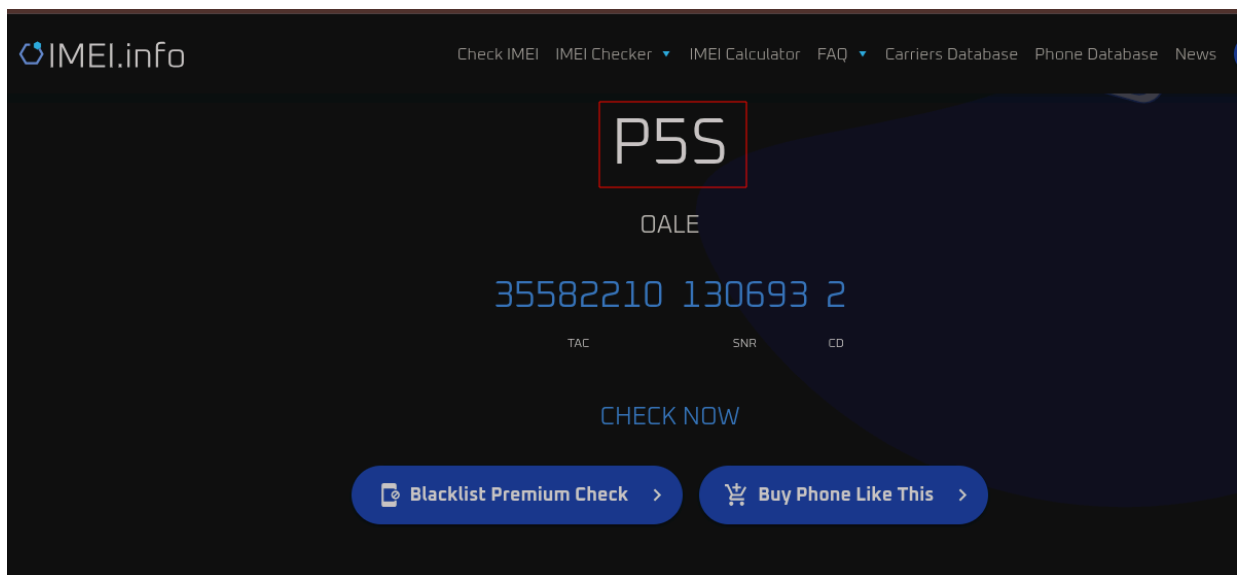 IMEI.info
Check IMEI IMEI Checker IMEI Calculator FAQ Carriers Database Phone Database News
P5S
OALE
35582210 130693 2
TAC SNR CD
CHECK NOW
Blacklist Premium Check Buy Phone Like This